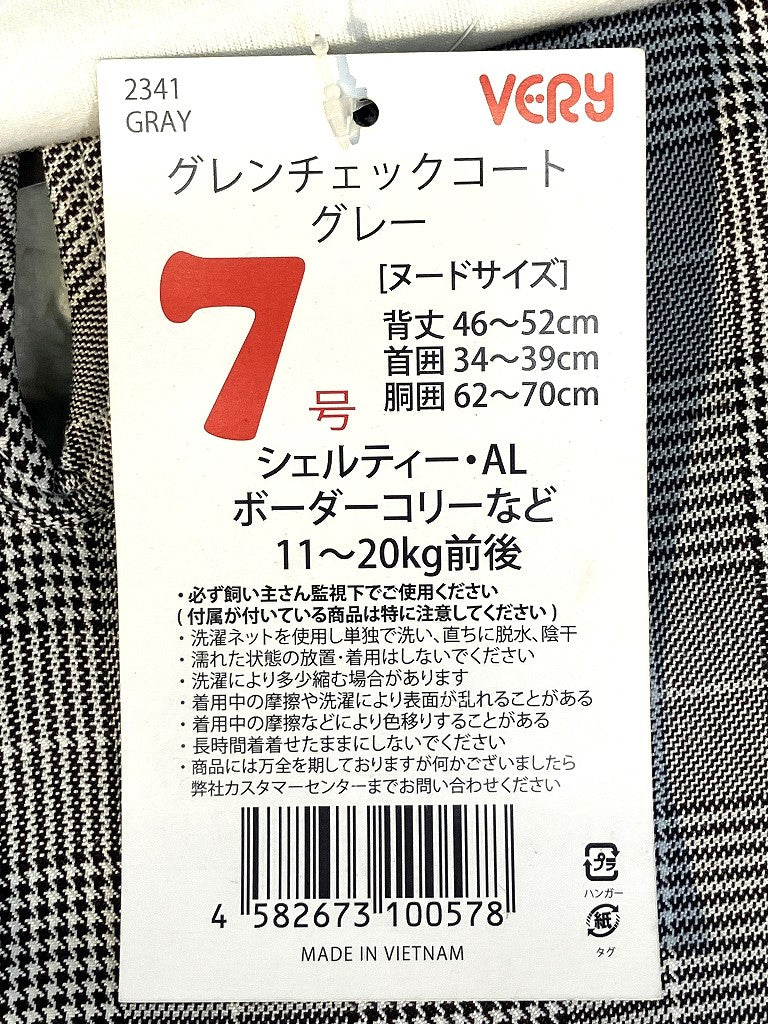 2341
GRAY
VERY
グレンチェックコート
グレー
7号
[ヌードサイズ]
背丈 46～52cm
首囲 34～39cm
胴囲 62～70cm
シェルティー・AL
ボーダーコリーなど
11～20kg前後
・必ず飼い主さん監視下でご使用ください
(付属が付いている商品は特に注意してください)
・洗濯ネットを使用し単独で洗い、直ちに脱水、陰干
・濡れた状態の放置・着用はしないでください
・洗濯により多少縮む場合があります
・着用中の摩擦や洗濯により表面が乱れることがある
・着用中の摩擦などにより色移りすることがある
・長時間着着せたままにしないでください
・商品には万全を期しておりますが何かございましたら
弊社カスタマーセンターまでお問い合わせください
プラ
ハンガー
紙
タグ
4 582673 100578
MADE IN VIETNAM